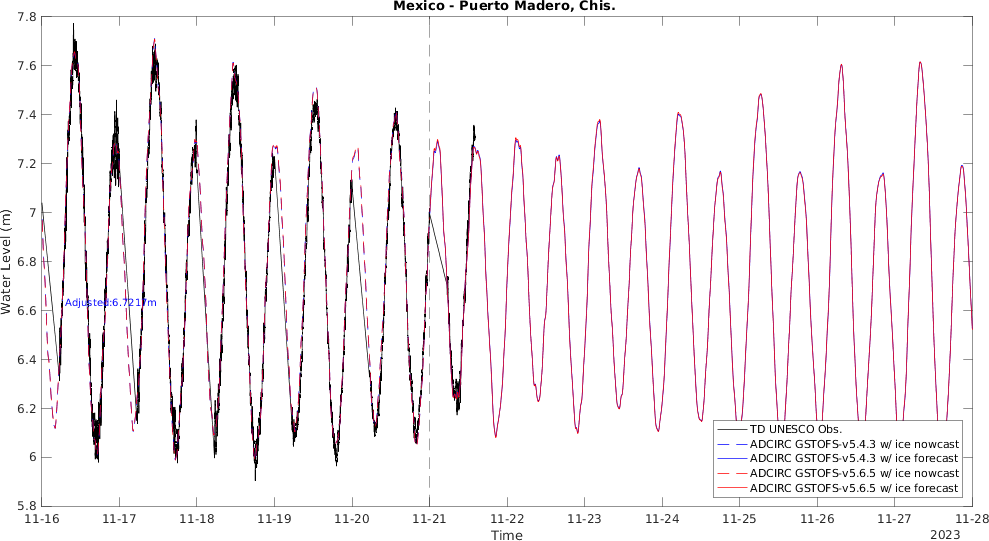 Mexico - Puerto Madero, Chis.
7.8
7.6
7.4
7.2
7
6.8
6.6
6.4
6.2
6
5.8
Water Level (m)
Adjusted:6.7217m
TD UNESCO Obs.
ADCIRC GSTOFS-v5.4.3 w/ ice nowcast
ADCIRC GSTOFS-v5.4.3 w/ ice forecast
ADCIRC GSTOFS-v5.6.5 w/ ice nowcast
ADCIRC GSTOFS-v5.6.5 w/ ice forecast
11-16 11-17 11-18 11-19 11-20 11-21 11-22 11-23 11-24 11-25 11-26 11-27 11-28
Time
2023